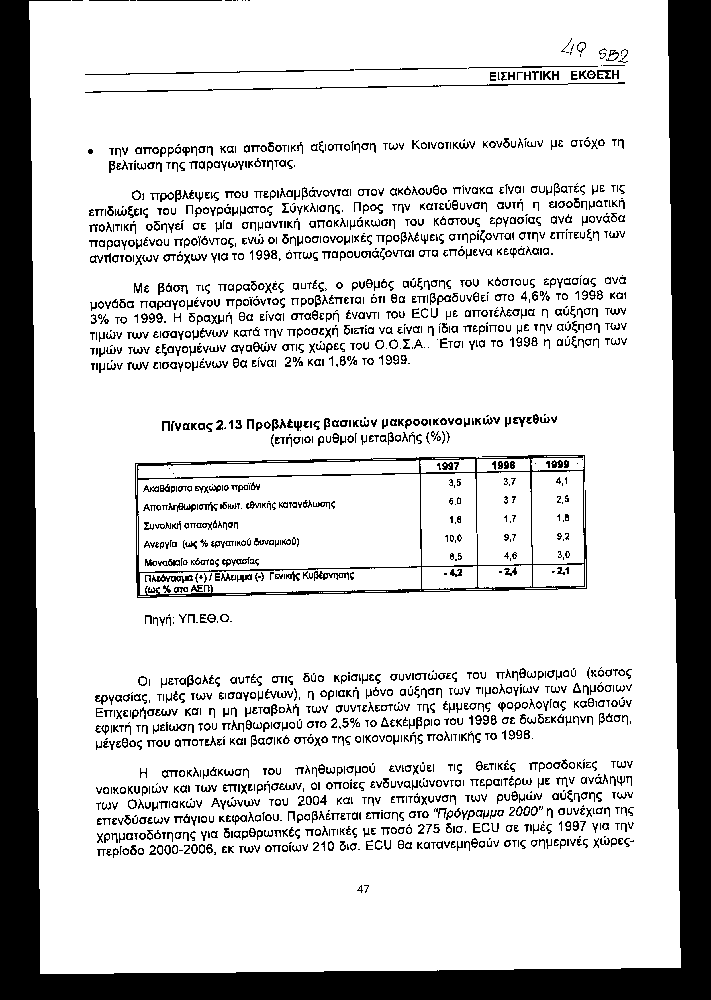 49 θΒ2
ΕΙΣΗΓΗΤΙΚΗ ΕΚΘΕΣΗ
• την απορρόφηση και αποδοτική αξιοποίηση των Κοινοτικών κονδυλίων με στόχο τη
βελτίωση της παραγωγικότητας.
Οι προβλέψεις που περιλαμβάνονται στον ακόλουθο πίνακα είναι συμβατές με τις
επιδιώξεις του Προγράμματος Σύγκλισης. Προς την κατεύθυνση αυτή η εισοδηματική
πολιτική οδηγεί σε μία σημαντική αποκλιμάκωση του κόστους εργασίας ανά μονάδα
παραγομένου προϊόντος, ενώ οι δημοσιονομικές προβλέψεις στηρίζονται στην επίτευξη των
αντίστοιχων στόχων για το 1998, όπως παρουσιάζονται στα επόμενα κεφάλαια.
Με βάση τις παραδοχές αυτές, ο ρυθμός αύξησης του κόστους εργασίας ανά
μονάδα παραγομένου προϊόντος προβλέπεται ότι θα επιβραδυνθεί στο 4,6% το 1998 και
3% το 1999. Η δραχμή θα είναι σταθερή έναντι του ECU με αποτέλεσμα η αύξηση των
τιμών των εισαγομένων κατά την προσεχή διετία να είναι η ίδια περίπου με την αύξηση των
τιμών των εξαγομένων αγαθών στις χώρες του Ο.Ο.Σ.Α.. Έτσι για το 1998 η αύξηση των
τιμών των εισαγομένων θα είναι 2% και 1,8% το 1999.
Πίνακας 2.13 Προβλέψεις βασικών μακροοικονομικών μεγεθών
(ετήσιοι ρυθμοί μεταβολής (%))
1997 1998 1999
Ακαθάριστο εγχώριο προϊόν 3,5 3,7 4,1
Αποπληθωριστής ιδιωτ. εθνικής κατανάλωσης 6,0 3,7 2,5
Συνολική απασχόληση 1,6 1,7 1,8
Ανεργία (ως % εργατικού δυναμικού) 10,0 9,7 9,2
Μοναδιαίο κόστος εργασίας 8,5 4,6 3,0
Πλεόνασμα (+) / Ελλειμμα (-) Γενικής Κυβέρνησης - 4,2 - 2,4 - 2,1
(ως % στο ΑΕΠ)
Πηγή: ΥΠ.ΕΘ.Ο.
Οι μεταβολές αυτές στις δύο κρίσιμες συνιστώσες του πληθωρισμού (κόστος
εργασίας, τιμές των εισαγομένων), η οριακή μόνο αύξηση των τιμολογίων των Δημόσιων
Επιχειρήσεων και η μη μεταβολή των συντελεστών της έμμεσης φορολογίας καθιστούν
εφικτή τη μείωση του πληθωρισμού στο 2,5% το Δεκέμβριο του 1998 σε δωδεκάμηνη βάση,
μέγεθος που αποτελεί και βασικό στόχο της οικονομικής πολιτικής το 1998.
Η αποκλιμάκωση του πληθωρισμού ενισχύει τις θετικές προσδοκίες των
νοικοκυριών και των επιχειρήσεων, οι οποίες ενδυναμώνονται περαιτέρω με την ανάληψη
των Ολυμπιακών Αγώνων του 2004 και την επιτάχυνση των ρυθμών αύξησης των
επενδύσεων πάγιου κεφαλαίου. Προβλέπεται επίσης στο "Πρόγραμμα 2000" η συνέχιση της
χρηματοδότησης για διαρθρωτικές πολιτικές με ποσό 275 δισ. ECU σε τιμές 1997 για την
περίοδο 2000-2006, εκ των οποίων 210 δισ. ECU θα κατανεμηθούν στις σημερινές χώρες-
47